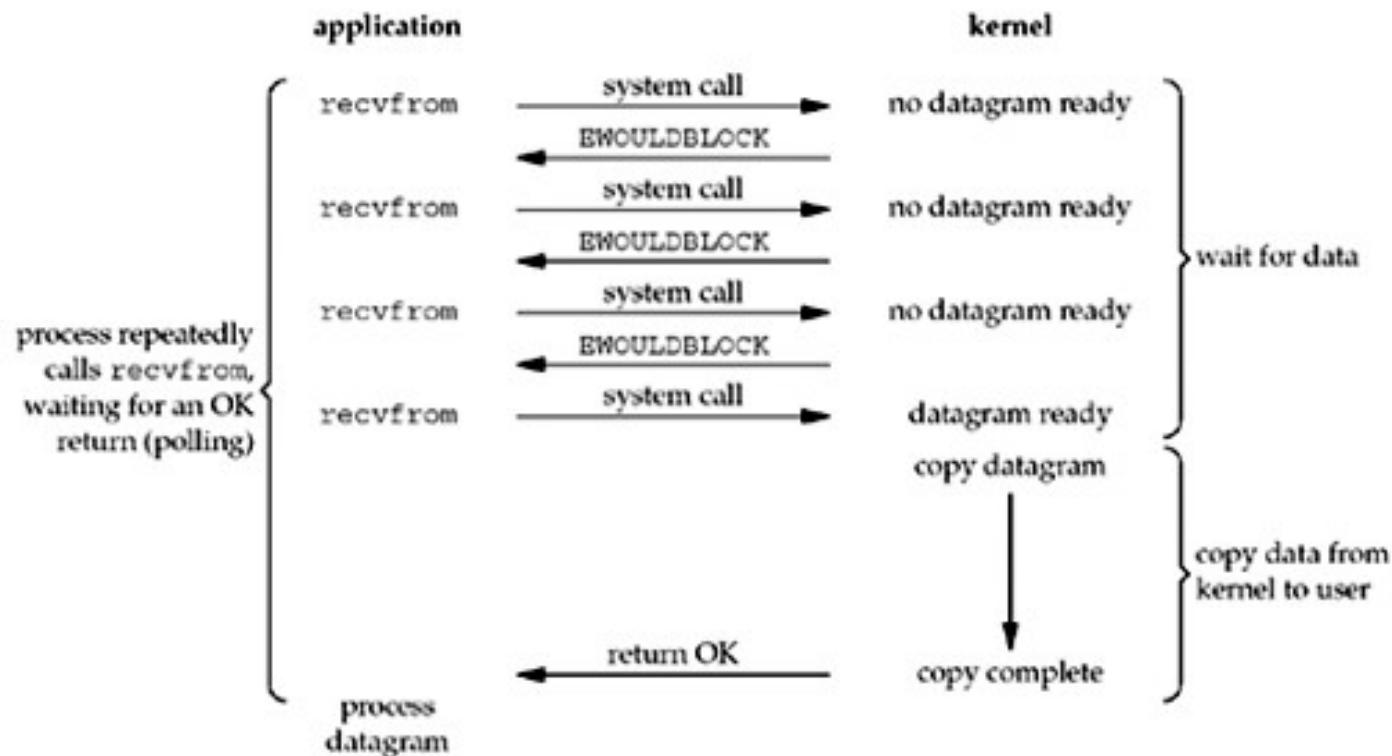 application kernel
recvfrom system call no datagram ready
EWOULDBLOCK
recvfrom system call no datagram ready
EWOULDBLOCK
recvfrom system call no datagram ready
EWOULDBLOCK
recvfrom system call datagram ready
wait for data
process repeatedly
calls recvfrom,
waiting for an OK
return (polling)
copy datagram
copy data from
kernel to user
return OK copy complete
process
datagram